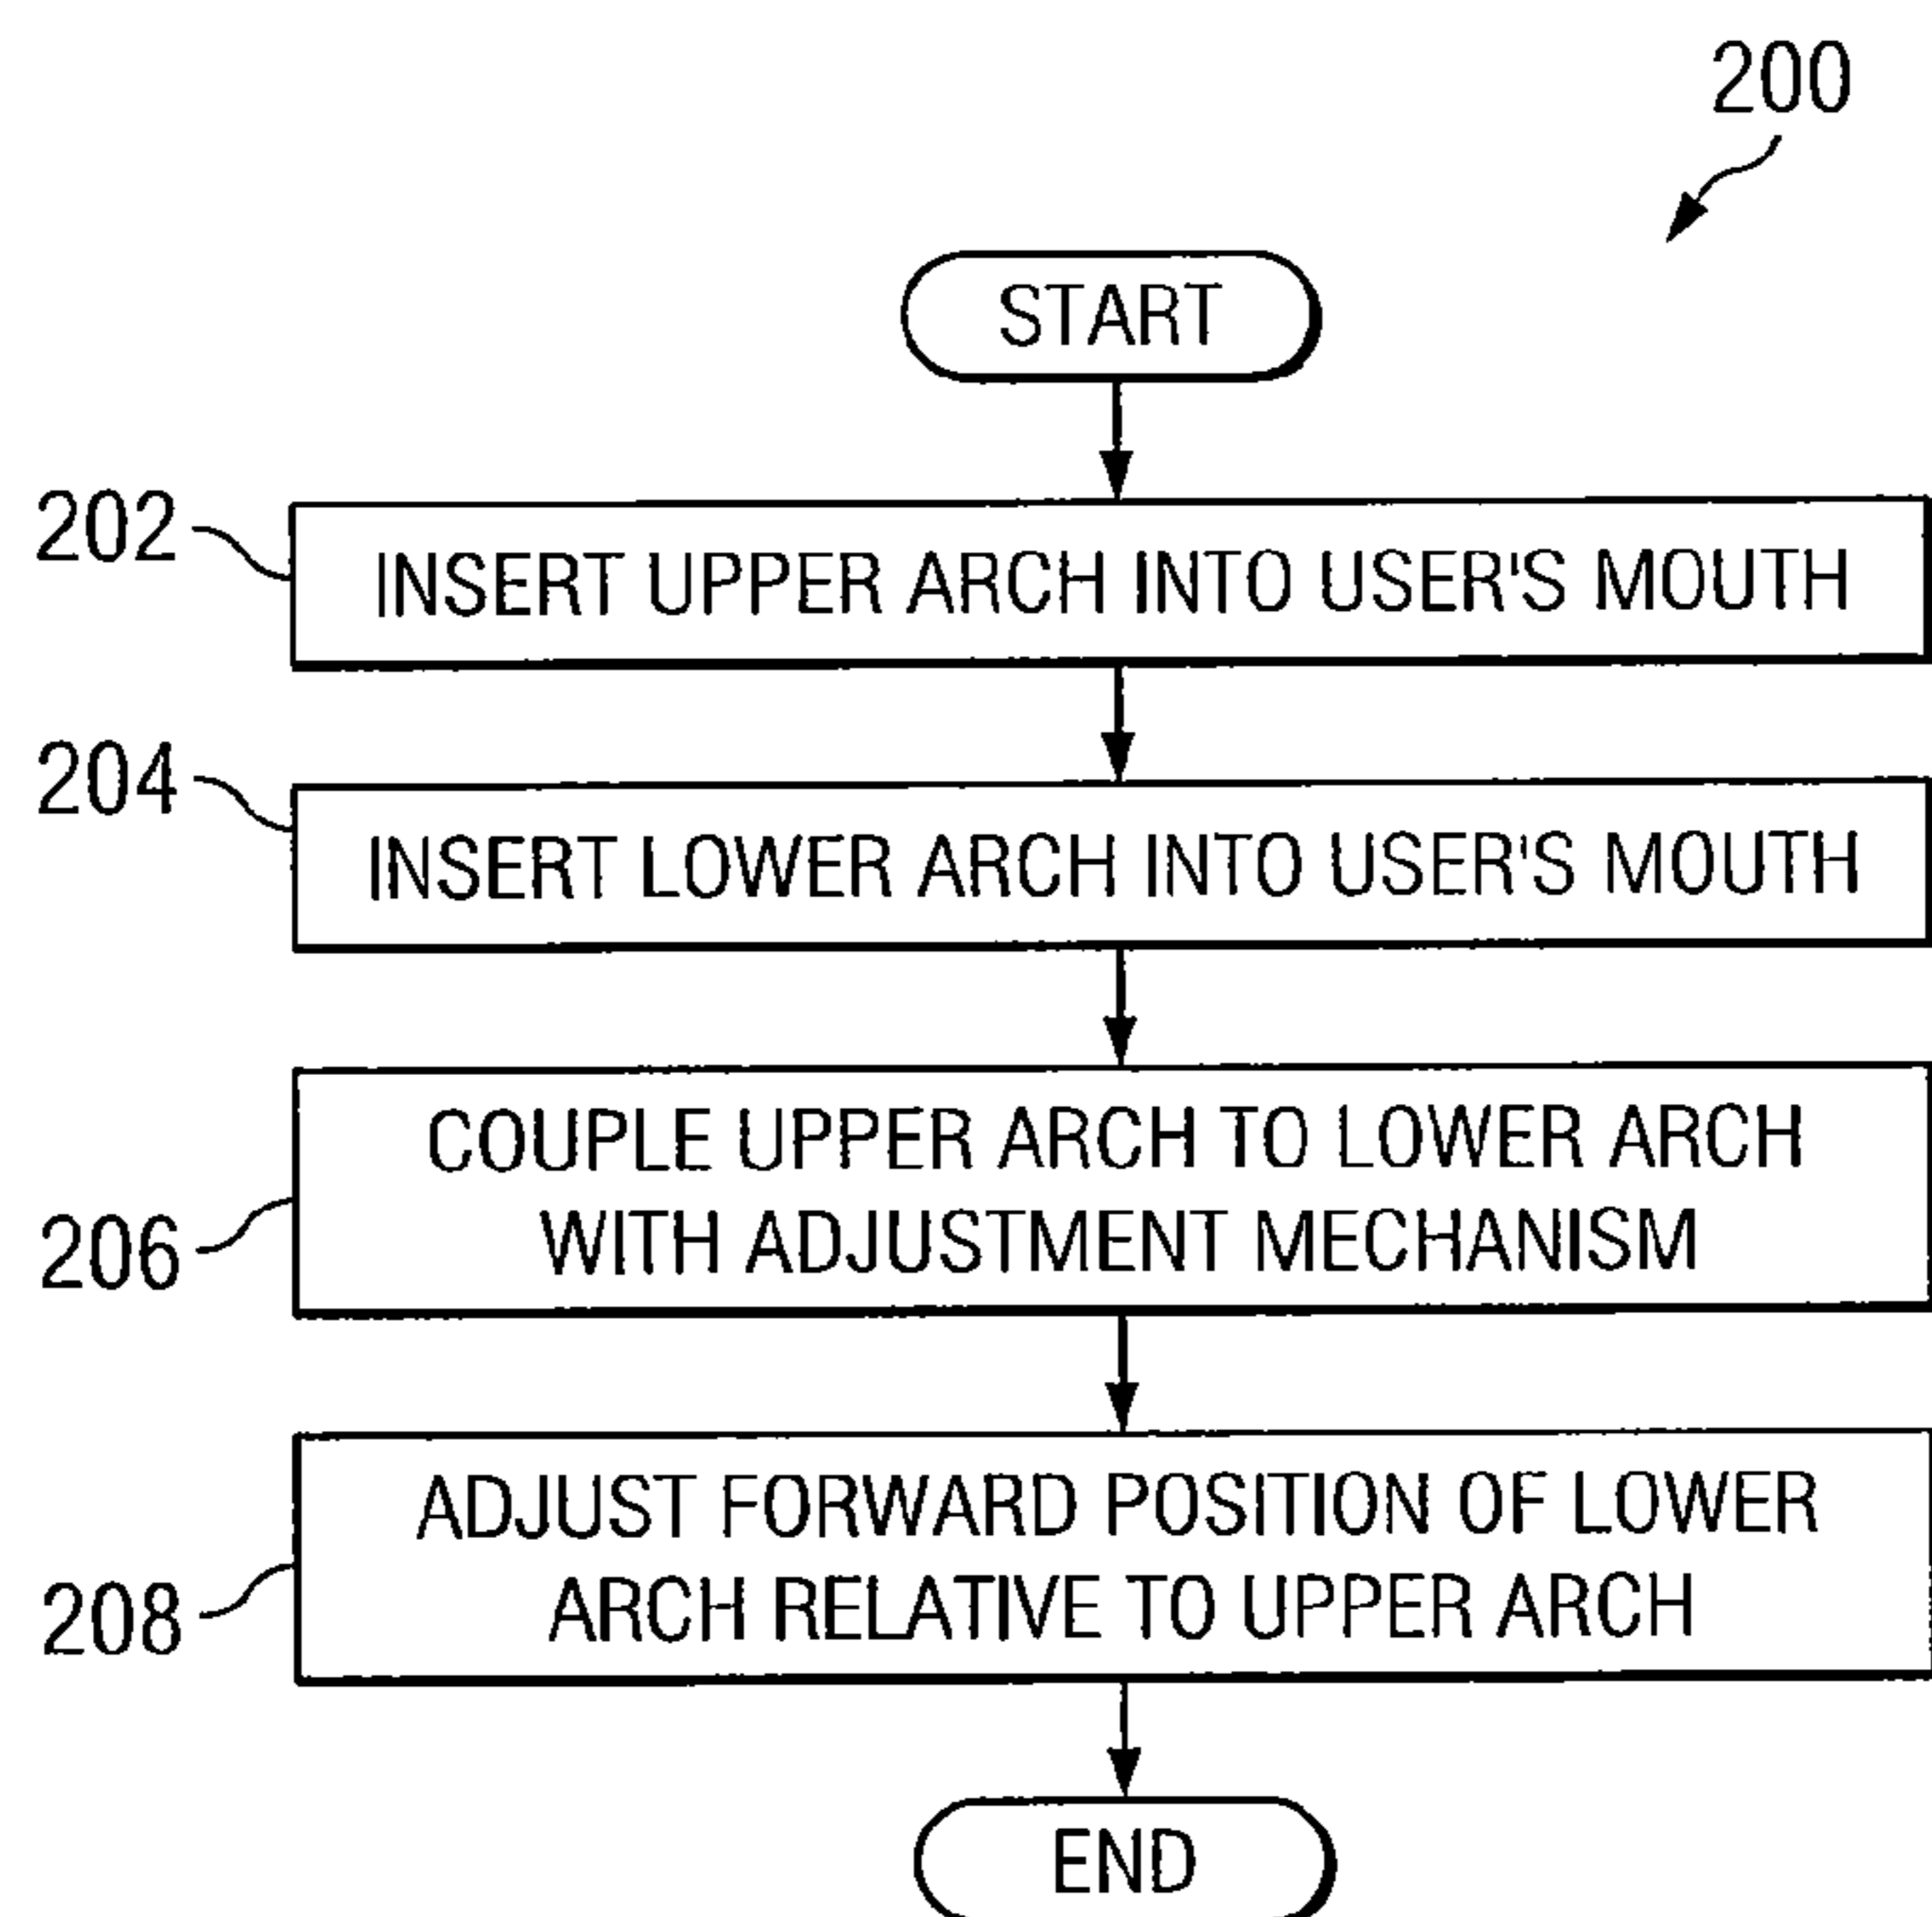 200
START
202
INSERT UPPER ARCH INTO USER'S MOUTH
204
INSERT LOWER ARCH INTO USER'S MOUTH
COUPLE UPPER ARCH TO LOWER ARCH
WITH ADJUSTMENT MECHANISM
206
ADJUST FORWARD POSITION OF LOWER
ARCH RELATIVE TO UPPER ARCH
208
END